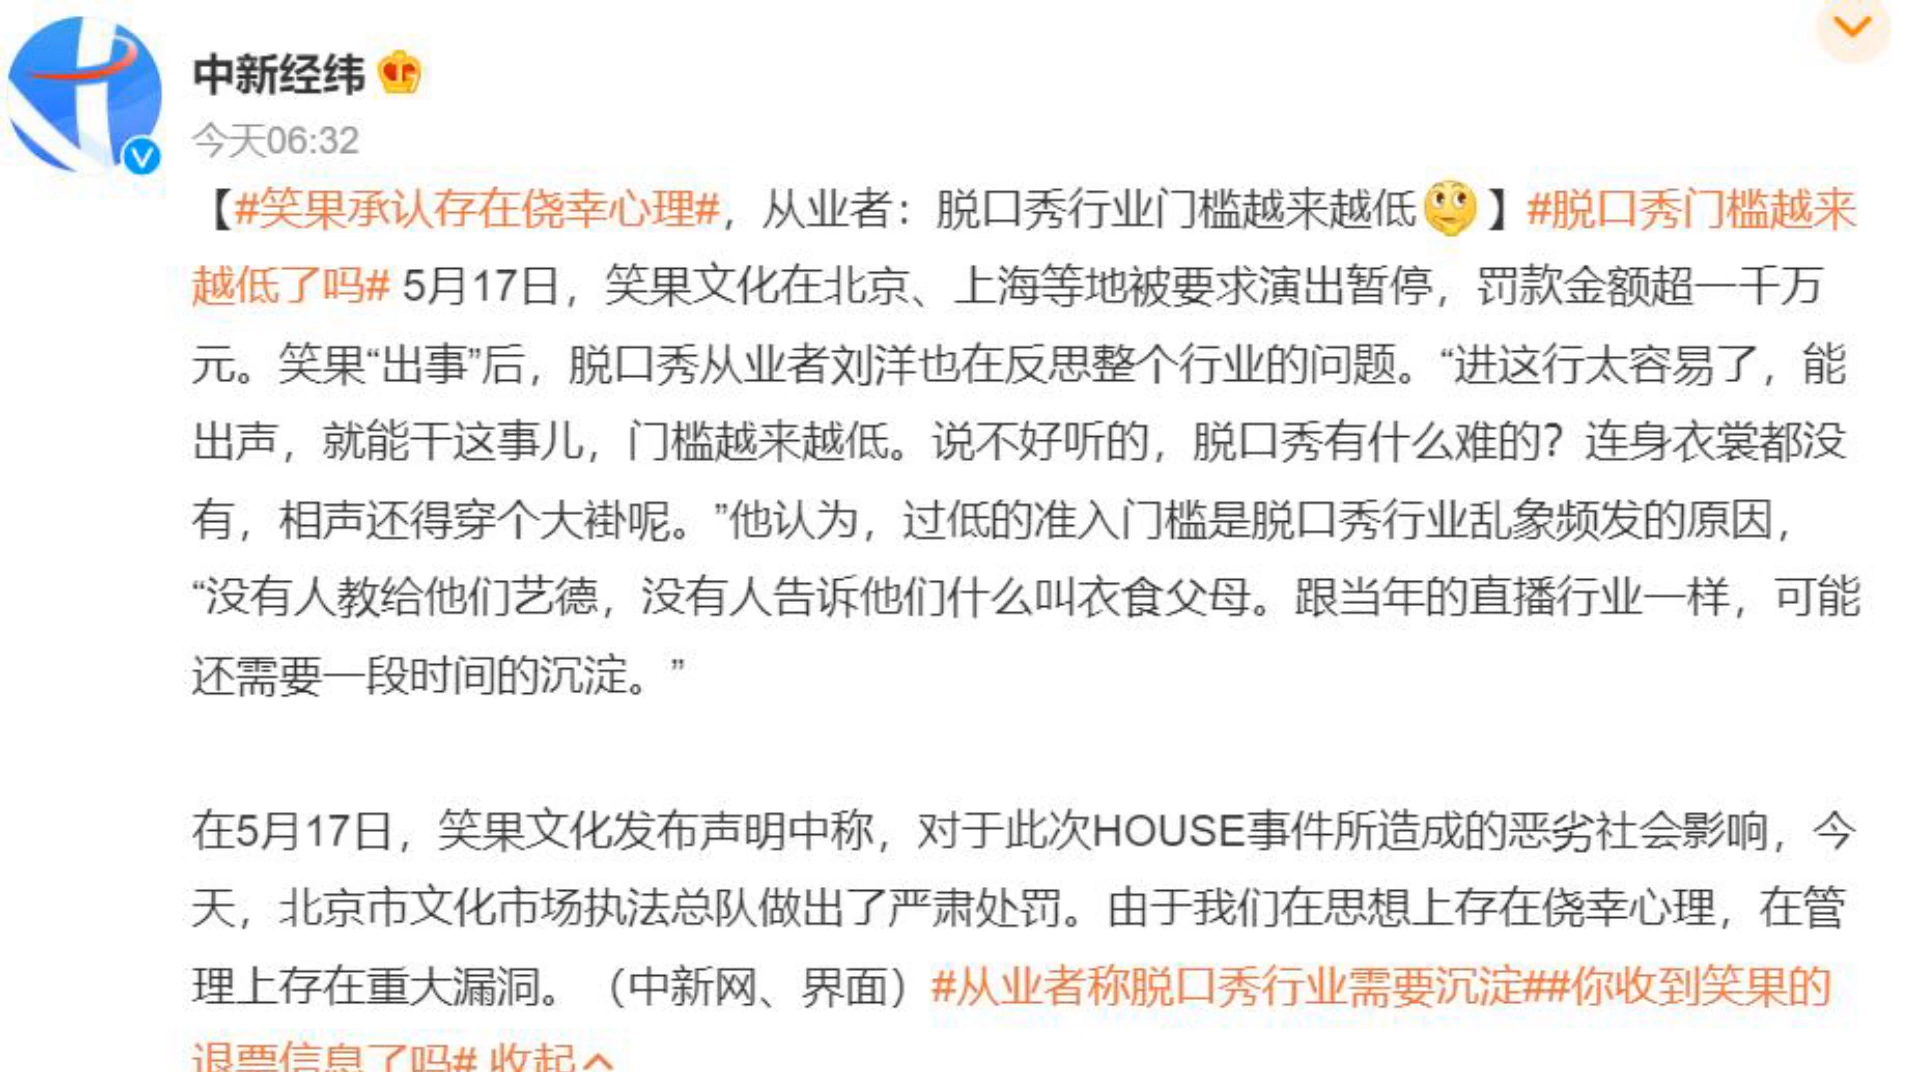 中新经纬
今天06:32
【#笑果承认存在侥幸心理#，从业者：脱口秀行业门槛越来越低】#脱口秀门槛越来
越低了吗# 5月17日，笑果文化在北京、上海等地被要求演出暂停，罚款金额超一千万
元。笑果“出事”后，脱口秀从业者刘洋也在反思整个行业的问题。“进这行太容易了，能
出声，就能干这事儿，门槛越来越低。说不好听的，脱口秀有什么难的？连身衣裳都没
有，相声还得穿个大褂呢。”他认为，过低的准入门槛是脱口秀行业乱象频发的原因，
“没有人教给他们艺德，没有人告诉他们什么叫衣食父母。跟当年的直播行业一样，可能
还需要一段时间的沉淀。”
在5月17日，笑果文化发布声明中称，对于此次HOUSE事件所造成的恶劣社会影响，今
天，北京市文化市场执法总队做出了严肃处罚。由于我们在思想上存在侥幸心理，在管
理上存在重大漏洞。（中新网、界面）#从业者称脱口秀行业需要沉淀##你收到笑果的
退票信息了吗# 收起